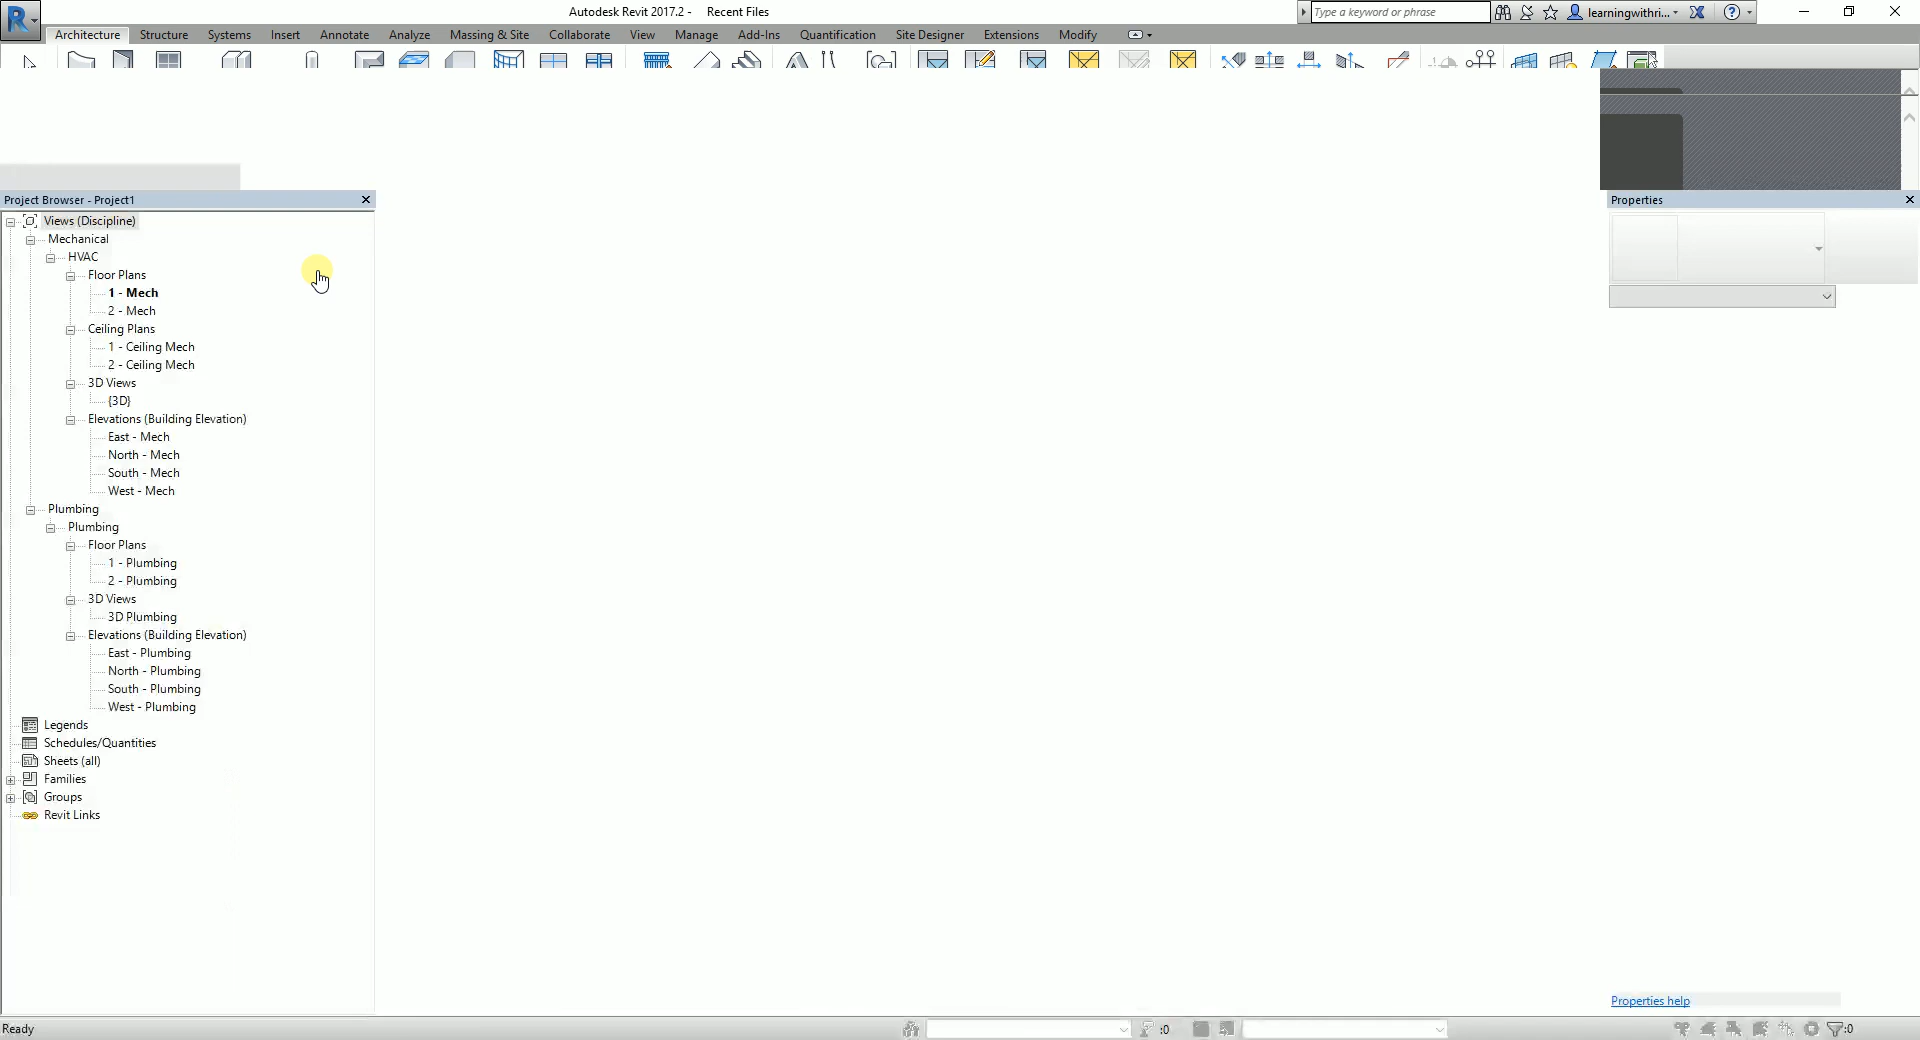 Autodesk Revit 2017.2 - Recent Files
Type a keyword or phrase
learningwithri...
Architecture Structure Systems Insert Annotate Analyze Massing & Site Collaborate View Manage Add-Ins Quantification Site Designer Extensions Modify
Project Browser - Project1
Properties
Views (Discipline)
Mechanical
HVAC
Floor Plans
1 - Mech
2 - Mech
Ceiling Plans
1 - Ceiling Mech
2 - Ceiling Mech
3D Views
{3D}
Elevations (Building Elevation)
East - Mech
North - Mech
South - Mech
West - Mech
Plumbing
Plumbing
Floor Plans
1 - Plumbing
2 - Plumbing
3D Views
3D Plumbing
Elevations (Building Elevation)
East - Plumbing
North - Plumbing
South - Plumbing
West - Plumbing
Legends
Schedules/Quantities
Sheets (all)
Families
Groups
Revit Links
Properties help
Ready
:0
:0